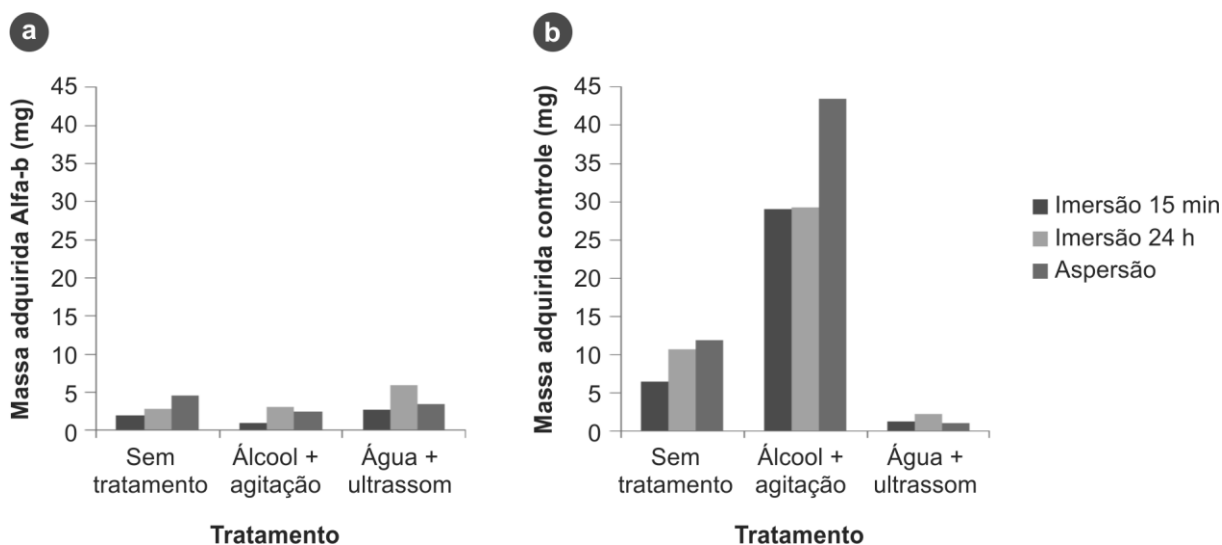 a
Massa adquirida Alfa-b (mg)
45
40
35
30
25
20
15
10
5
0
Sem
tratamento
Álcool +
agitação
Água +
ultrassom
Tratamento
b
Massa adquirida controle (mg)
45
40
35
30
25
20
15
10
5
0
Sem
tratamento
Álcool +
agitação
Água +
ultrassom
Tratamento
Imersão 15 min
Imersão 24 h
Aspersão